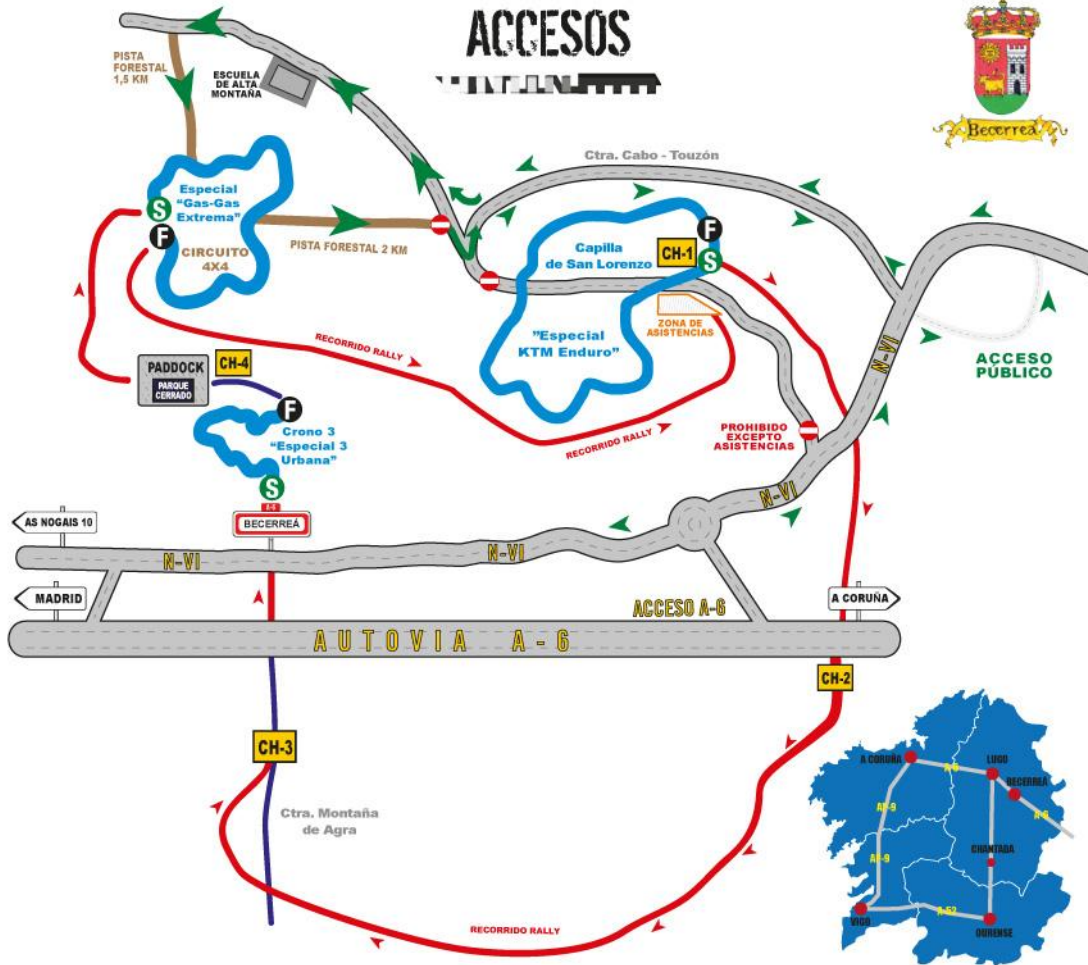 ACCESOS
Becerreá
PISTA
FORESTAL
1,5 KM
ESCUELA
DE ALTA
MONTAÑA
Ctra. Cabo - Touzón
Especial
"Gas-Gas
Extrema"
S
F
CIRCUITO
4X4
PISTA FORESTAL 2 KM
Capilla
de San Lorenzo
F
CH-1
S
ZONA DE
ASISTENCIAS
"Especial
KTM Enduro"
N-VI
ACCESO
PÚBLICO
RECORRIDO RALLY
PADDOCK
PARQUE
CERRADO
CH-4
F
Crono 3
"Especial 3
Urbana"
S
RECORRIDO RALLY
PROHIBIDO
EXCEPTO
ASISTENCIAS
N-VI
A-6
BECERREÁ
AS NOGAIS 10
N-VI
N-VI
MADRID
ACCESO A-6
A CORUÑA
AUTOVIA A-6
CH-2
CH-3
Ctra. Montaña
de Agra
RECORRIDO RALLY
A CORUÑA
A-6
LUGO
BECERREÁ
A-6
AP-9
CHANTADA
AP-9
VIGO
A-52
OURENSE